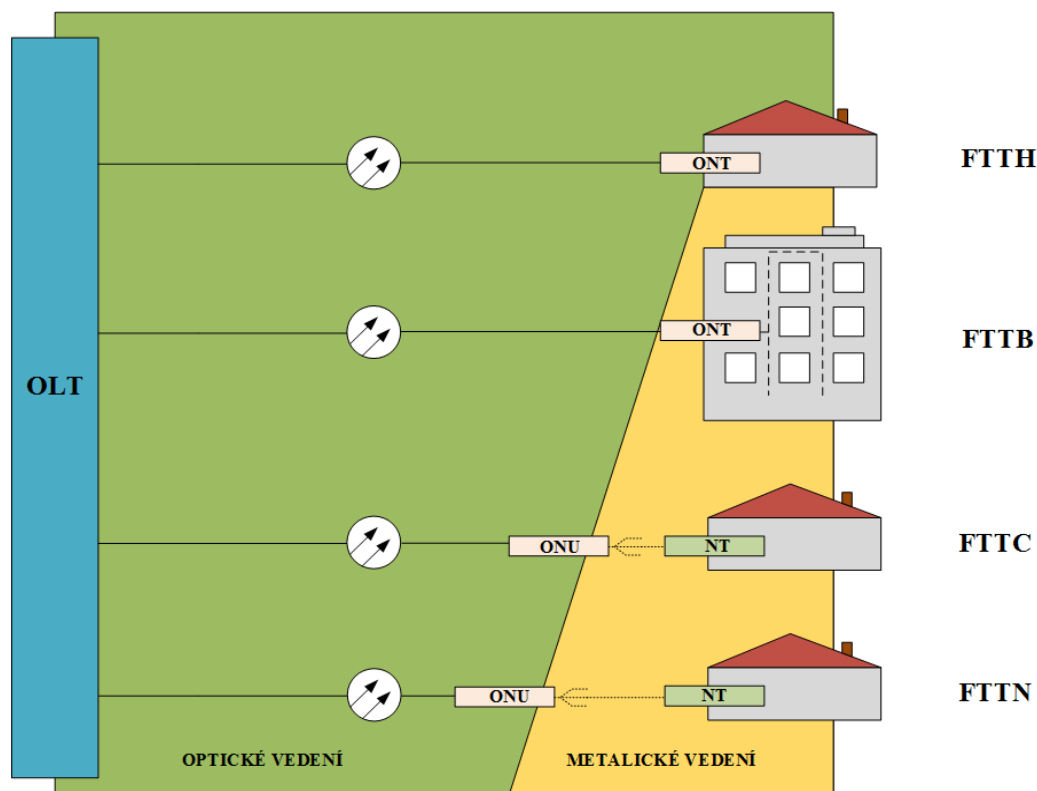 ONT
FTTH
ONT
FTTB
OLT
ONU
NT
FTTC
ONU
NT
FTTN
OPTICKÉ VEDENÍ
METALICKÉ VEDENÍ